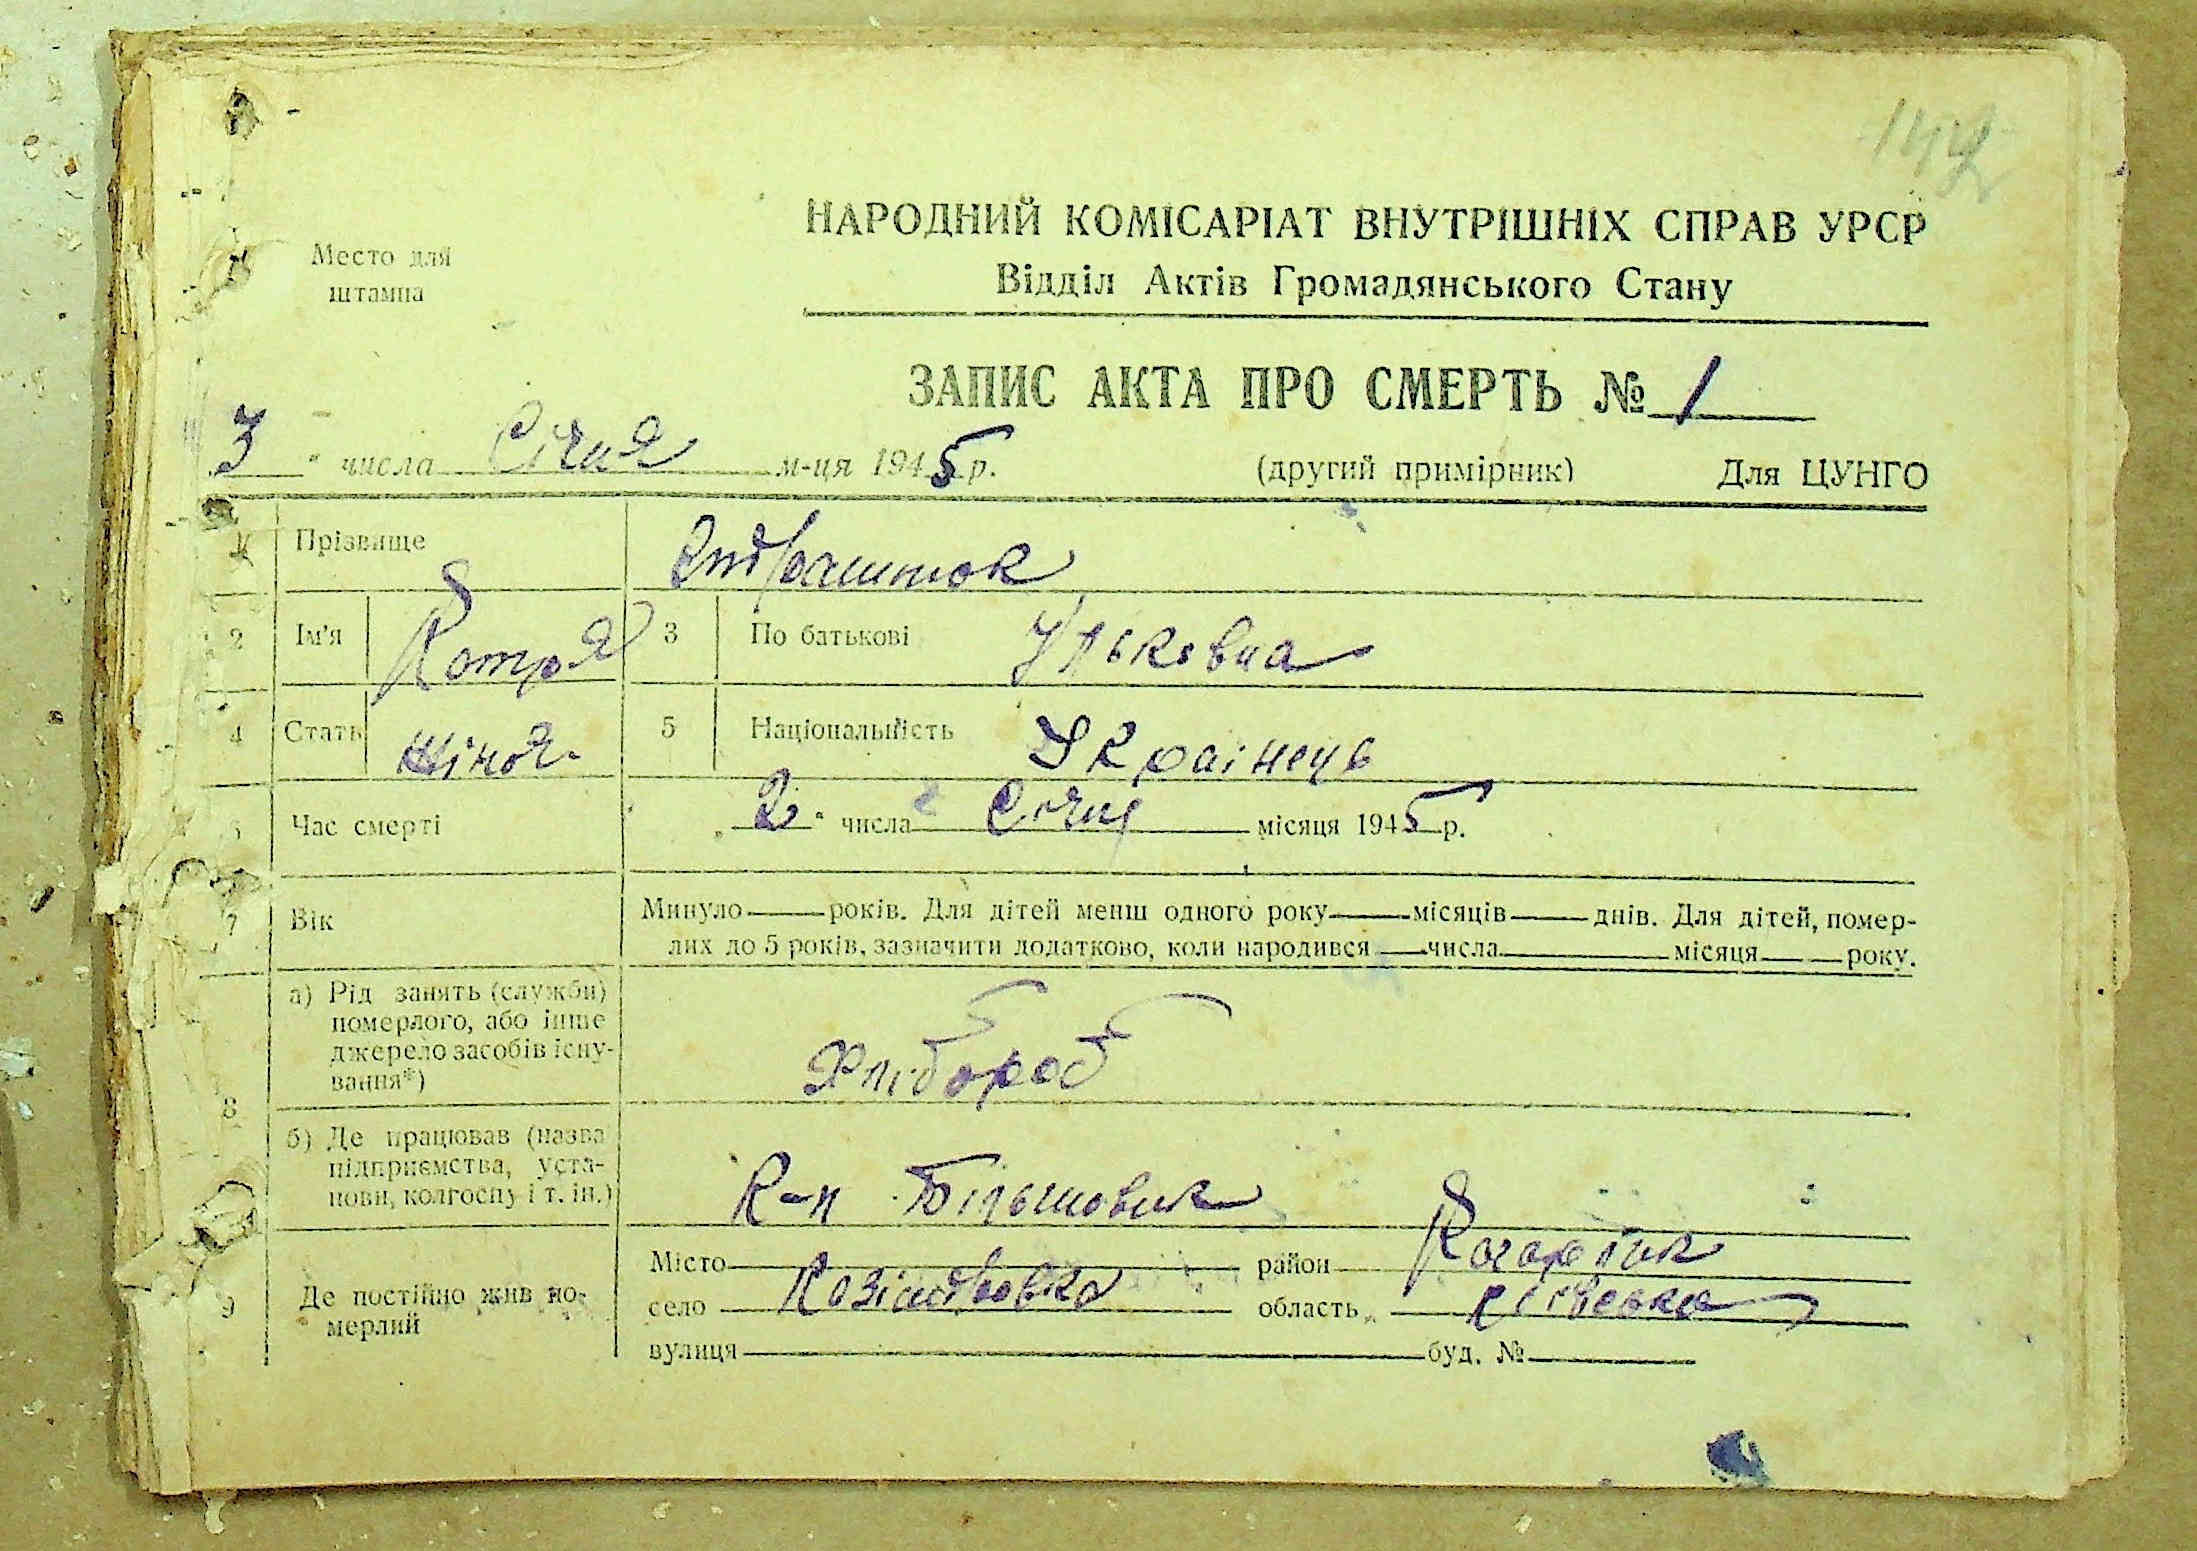 142
НАРОДНИЙ КОМІСАРІАТ ВНУТРІШНІХ СПРАВ УРСР
Место для штампа
Відділ Актів Громадянського Стану
ЗАПИС АКТА ПРО СМЕРТЬ № 1
3 " числа Січня м-ця 1945 р. (другий примірник) Для ЦУНГО
Прізвище
2 Ім'я Котря 3 По батькові Ільковна
4 Стать жіноч. 5 Національність Українець
Час смерті „ 2 " числа Січня місяця 1945 р.
7 Вік Минуло років. Для дітей менш одного року місяців днів. Для дітей, помер-
лих до 5 років, зазначити додатково, коли народився числа місяця року.
8 а) Рід занять (служби)
померлого, або інше
джерело засобів існу-
вання*) Хлібороб
б) Де працював (назва
підприємства, уста-
нови, колгоспу і т. ін.) К-п Більшовик
9 Де постійно жив по-
мерлий
Місто район
село область
вулиця буд. №